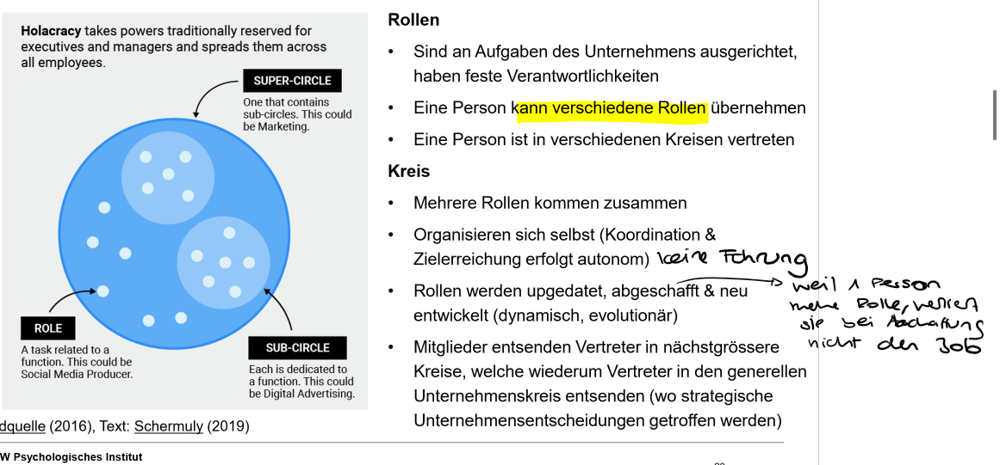 Holacracy takes powers traditionally reserved for
executives and managers and spreads them across
all employees.
SUPER-CIRCLE
One that contains
sub-circles. This could
be Marketing.
ROLE
A task related to a
function. This could be
Social Media Producer.
SUB-CIRCLE
Each is dedicated to
a function. This could
be Digital Advertising.
dquelle (2016), Text: Schermuly (2019)
W Psychologisches Institut
Rollen
• Sind an Aufgaben des Unternehmens ausgerichtet,
haben feste Verantwortlichkeiten
• Eine Person kann verschiedene Rollen übernehmen
• Eine Person ist in verschiedenen Kreisen vertreten
Kreis
• Mehrere Rollen kommen zusammen
• Organisieren sich selbst (Koordination &
Zielerreichung erfolgt autonom) keine Führung
• Rollen werden upgedatet, abgeschafft & neu
entwickelt (dynamisch, evolutionär)
weil 1 Person
mehr Rolle, verliert
sie bei Abschaffung
nicht den Job
• Mitglieder entsenden Vertreter in nächstgrössere
Kreise, welche wiederum Vertreter in den generellen
Unternehmenskreis entsenden (wo strategische
Unternehmensentscheidungen getroffen werden)